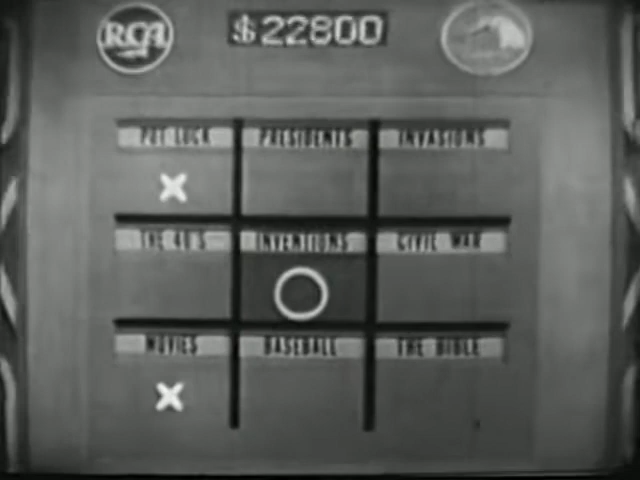 RCA
$22800
POT LUCK PRESIDENTS INVASIONS
X
THE 40'S INVENTIONS CIVIL WAR
O
MOVIES BASEBALL THE BIBLE
X